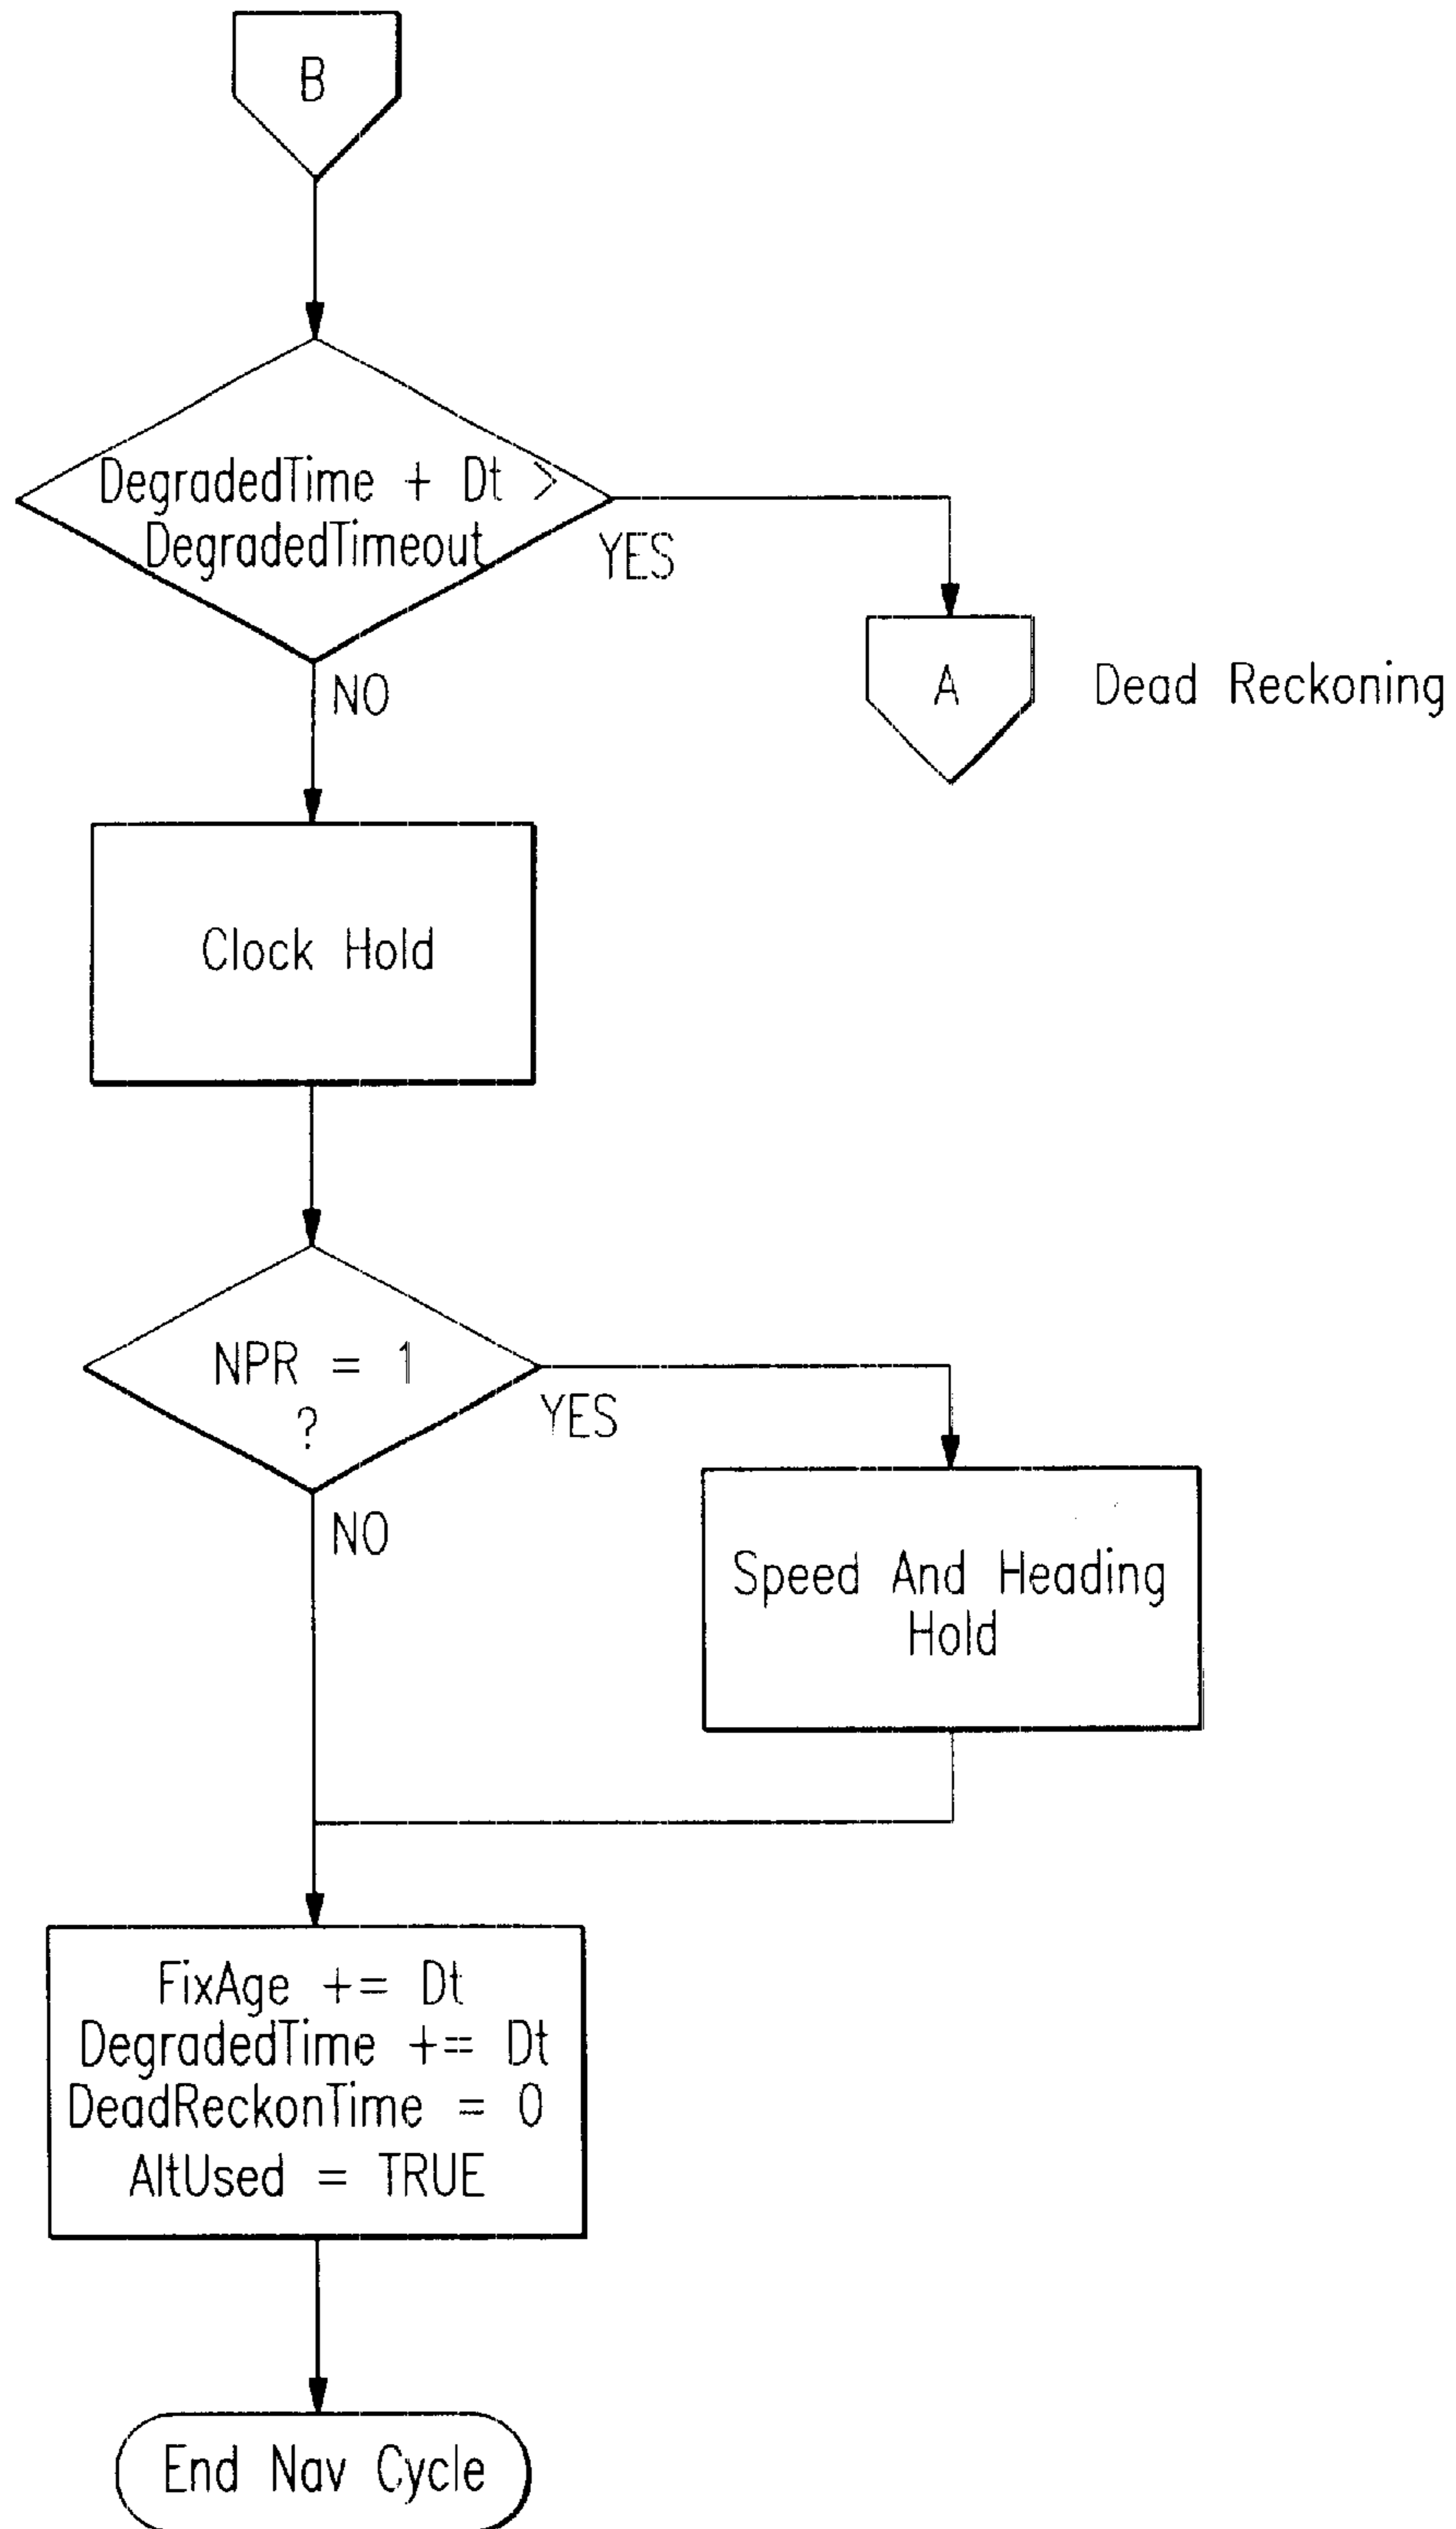 B
DegradedTime + Dt >
DegradedTimeout
YES
NO
A
Dead Reckoning
Clock Hold
NPR = 1
?
YES
NO
Speed And Heading
Hold
FixAge += Dt
DegradedTime += Dt
DeadReckonTime = 0
AltUsed = TRUE
End Nav Cycle